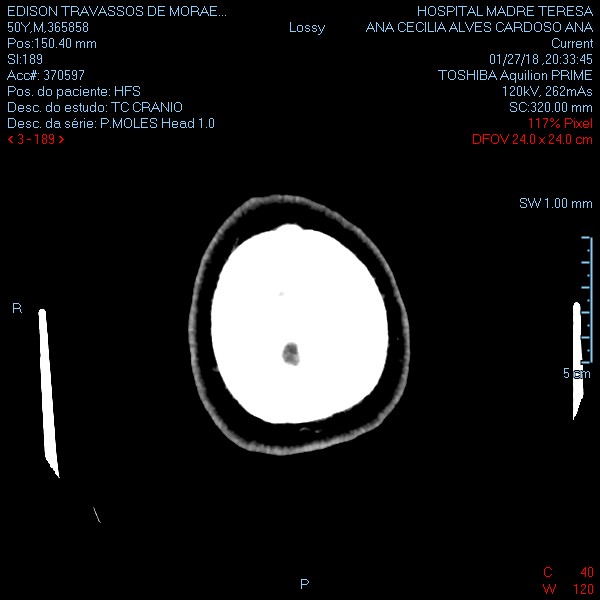 EDISON TRAVASSOS DE MORAE...
50Y,M,365858
Pos:150.40 mm
SI:189
Acc#: 370597
Pos. do paciente: HFS
Desc. do estudo: TC CRANIO
Desc. da série: P.MOLES Head 1.0
< 3 - 189 >
Lossy
HOSPITAL MADRE TERESA
ANA CECILIA ALVES CARDOSO ANA
Current
01/27/18 ,20:33:45
TOSHIBA Aquilion PRIME
120kV, 262mAs
SC:320.00 mm
117% Pixel
DFOV 24.0 x 24.0 cm
SW 1.00 mm
R
5 cm
P
C 40
W 120